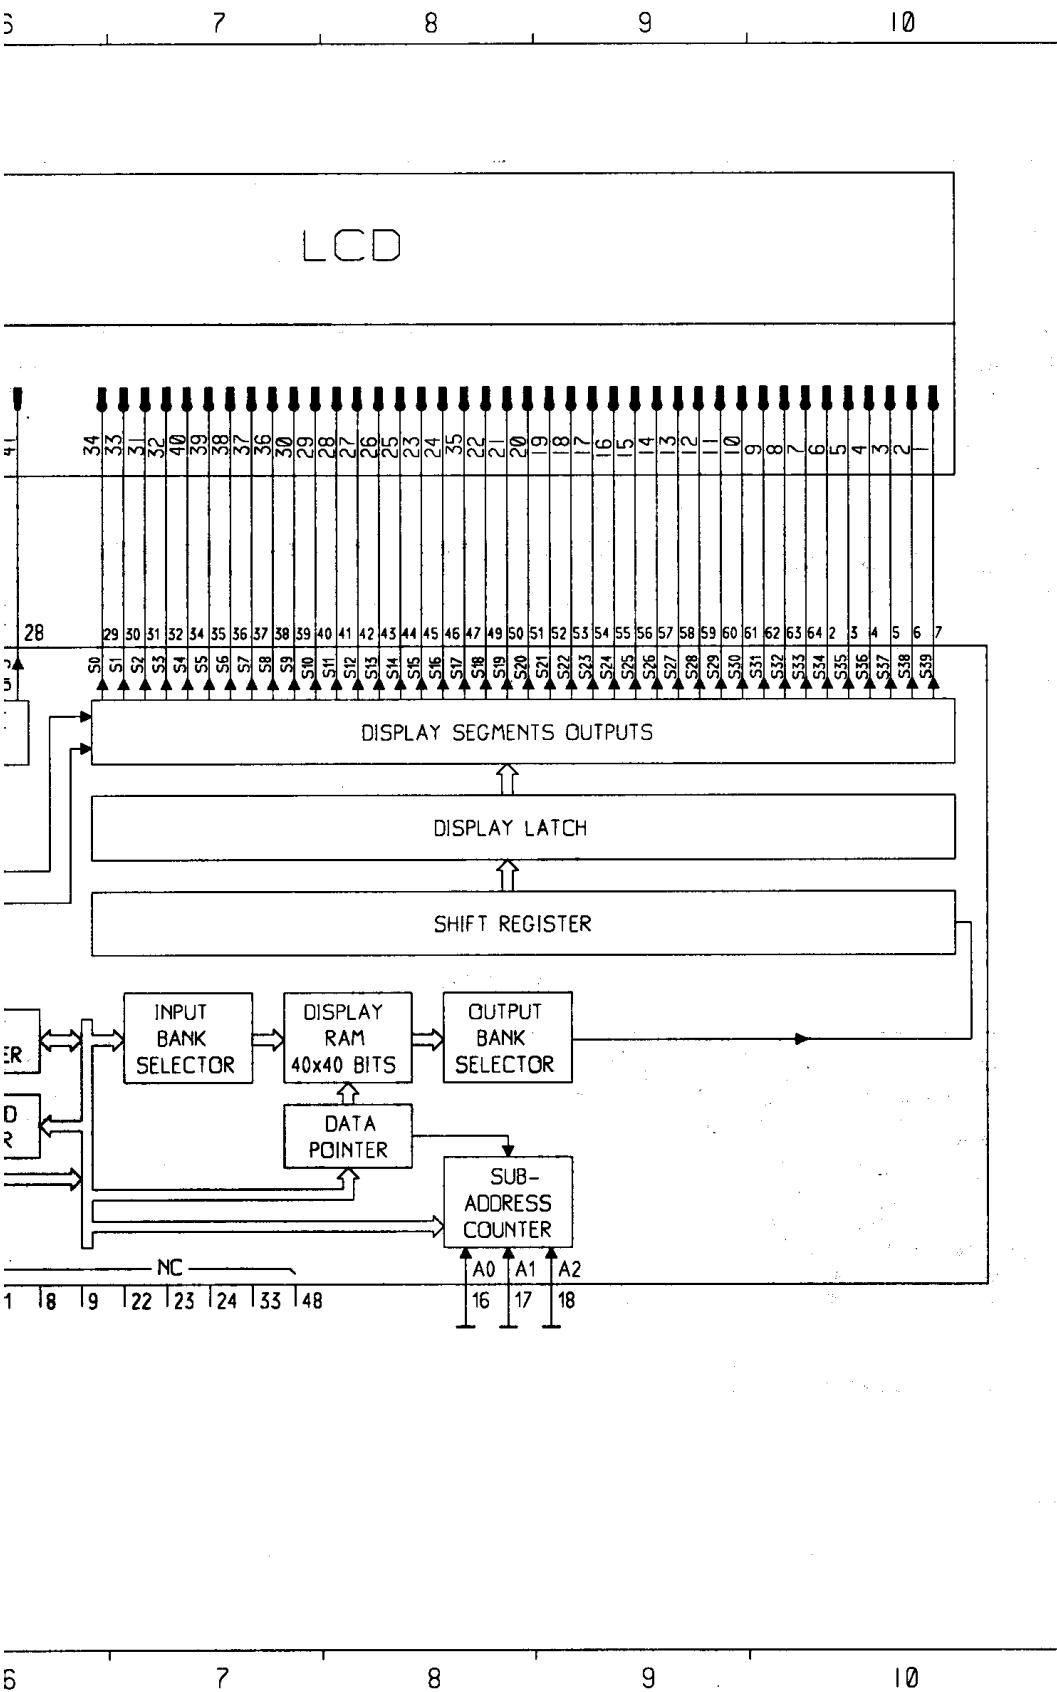 6 7 8 9 10
LCD
41 34 33 31 32 40 39 38 37 36 30 29 28 27 26 25 23 24 35 22 21 20 19 18 17 16 15 14 13 12 11 10 9 8 7 6 5 4 3 2 1
28 29 30 31 32 34 35 36 37 38 39 40 41 42 43 44 45 46 47 49 50 51 52 53 54 55 56 57 58 59 60 61 62 63 64 2 3 4 5 6 7
S0 S1 S2 S3 S4 S5 S6 S7 S8 S9 S10 S11 S12 S13 S14 S15 S16 S17 S18 S19 S20 S21 S22 S23 S24 S25 S26 S27 S28 S29 S30 S31 S32 S33 S34 S35 S36 S37 S38 S39
DISPLAY SEGMENTS OUTPUTS
DISPLAY LATCH
SHIFT REGISTER
ER
INPUT
BANK
SELECTOR
DISPLAY
RAM
40x40 BITS
OUTPUT
BANK
SELECTOR
D
R
DATA
POINTER
SUB-
ADDRESS
COUNTER
NC
A0 A1 A2
1 8 9 22 23 24 33 48 16 17 18
6 7 8 9 10